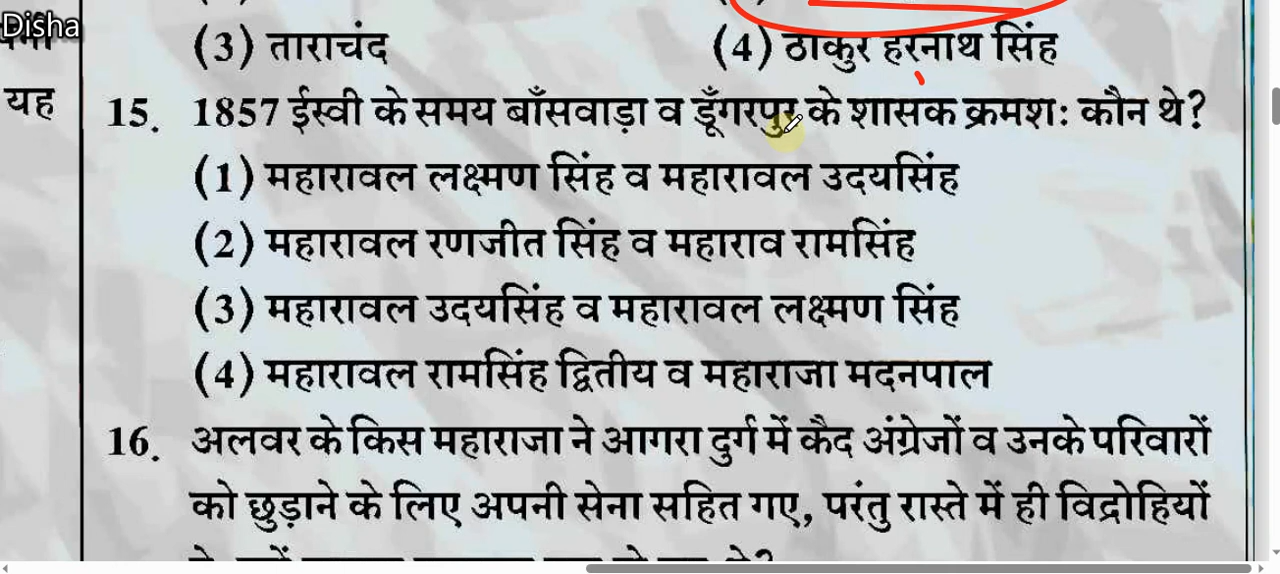 Disha
(3) ताराचंद (4) ठाकुर हरनाथ सिंह
यह
15. 1857 ईस्वी के समय बाँसवाड़ा व डूँगरपुर के शासक क्रमश: कौन थे?
(1) महारावल लक्ष्मण सिंह व महारावल उदयसिंह
(2) महारावल रणजीत सिंह व महाराव रामसिंह
(3) महारावल उदयसिंह व महारावल लक्ष्मण सिंह
(4) महारावल रामसिंह द्वितीय व महाराजा मदनपाल
16. अलवर के किस महाराजा ने आगरा दुर्ग में कैद अंग्रेजों व उनके परिवारों
को छुड़ाने के लिए अपनी सेना सहित गए, परंतु रास्ते में ही विद्रोहियों